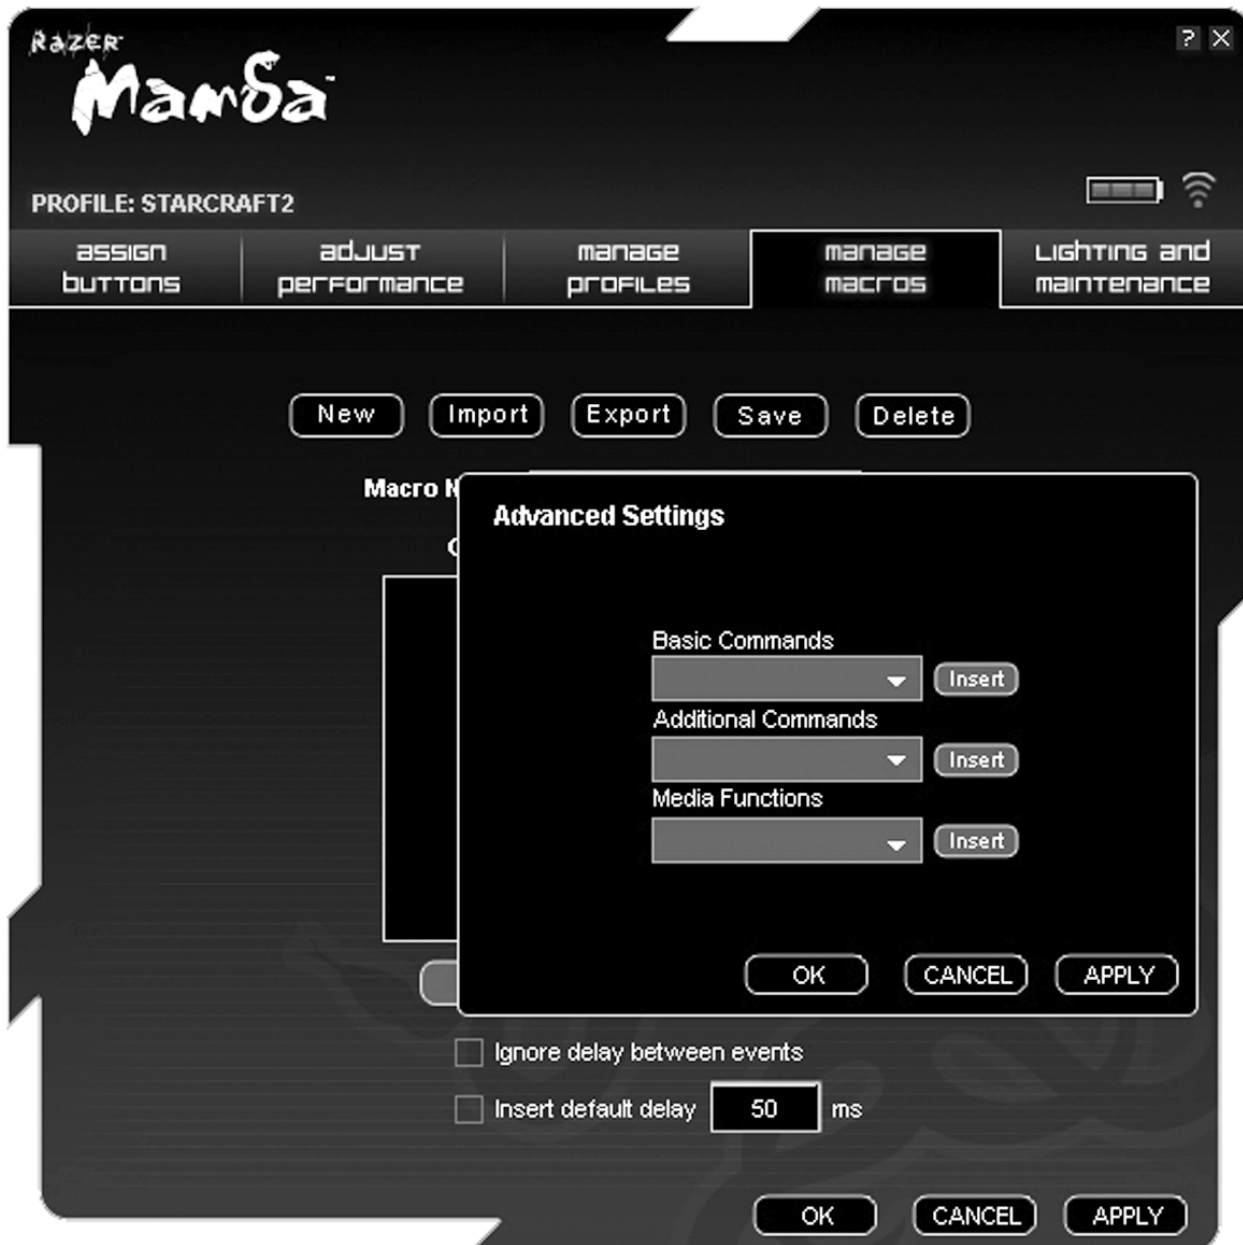 RAZER
Mamba™
? X
PROFILE: STARCRAFT2
assign buttons
adjust performance
manage profiles
manage macros
Lighting and maintenance
New Import Export Save Delete
Macro N
Advanced Settings
Basic Commands
Insert
Additional Commands
Insert
Media Functions
Insert
OK CANCEL APPLY
Ignore delay between events
Insert default delay 50 ms
OK CANCEL APPLY